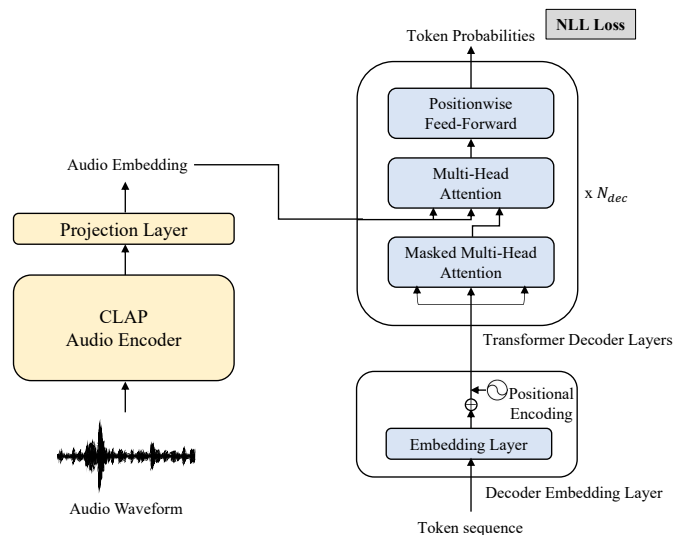 Token Probabilities
NLL Loss
Positionwise
Feed-Forward
Audio Embedding
Multi-Head
Attention
x N_dec
Projection Layer
Masked Multi-Head
Attention
CLAP
Audio Encoder
Transformer Decoder Layers
Positional
Encoding
Embedding Layer
Decoder Embedding Layer
Audio Waveform
Token sequence